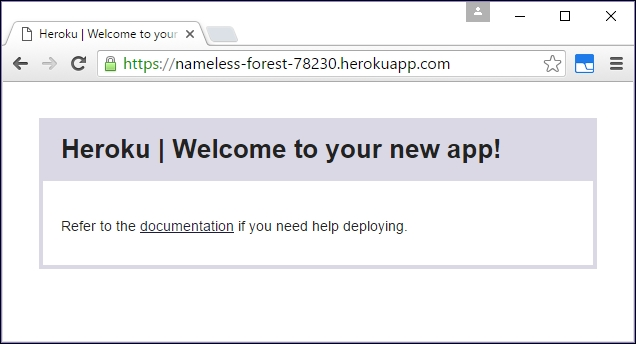 Heroku | Welcome to your
https://nameless-forest-78230.herokuapp.com
Heroku | Welcome to your new app!
Refer to the documentation if you need help deploying.